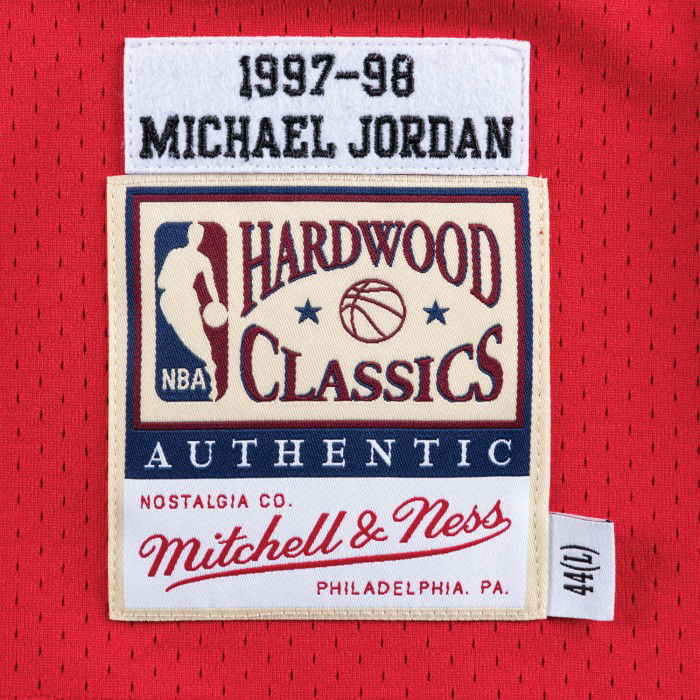 1997-98
MICHAEL JORDAN
HARDWOOD
CLASSICS
NBA
AUTHENTIC
NOSTALGIA CO.
Mitchell & Ness
PHILADELPHIA. PA.
44(L)